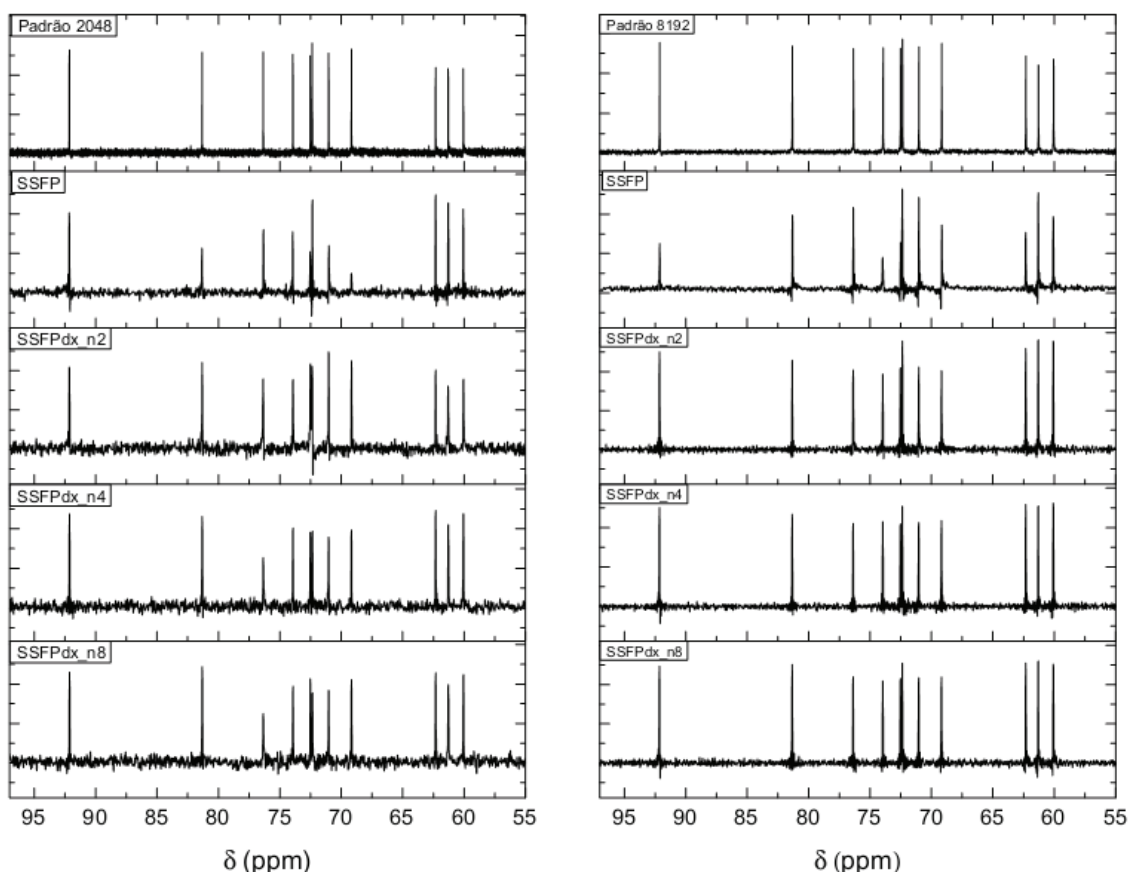 Padrão 2048
SSFP
SSFPdx_n2
SSFPdx_n4
SSFPdx_n8
95 90 85 80 75 70 65 60 55
δ (ppm)
Padrão 8192
SSFP
SSFPdx_n2
SSFPdx_n4
SSFPdx_n8
95 90 85 80 75 70 65 60 55
δ (ppm)